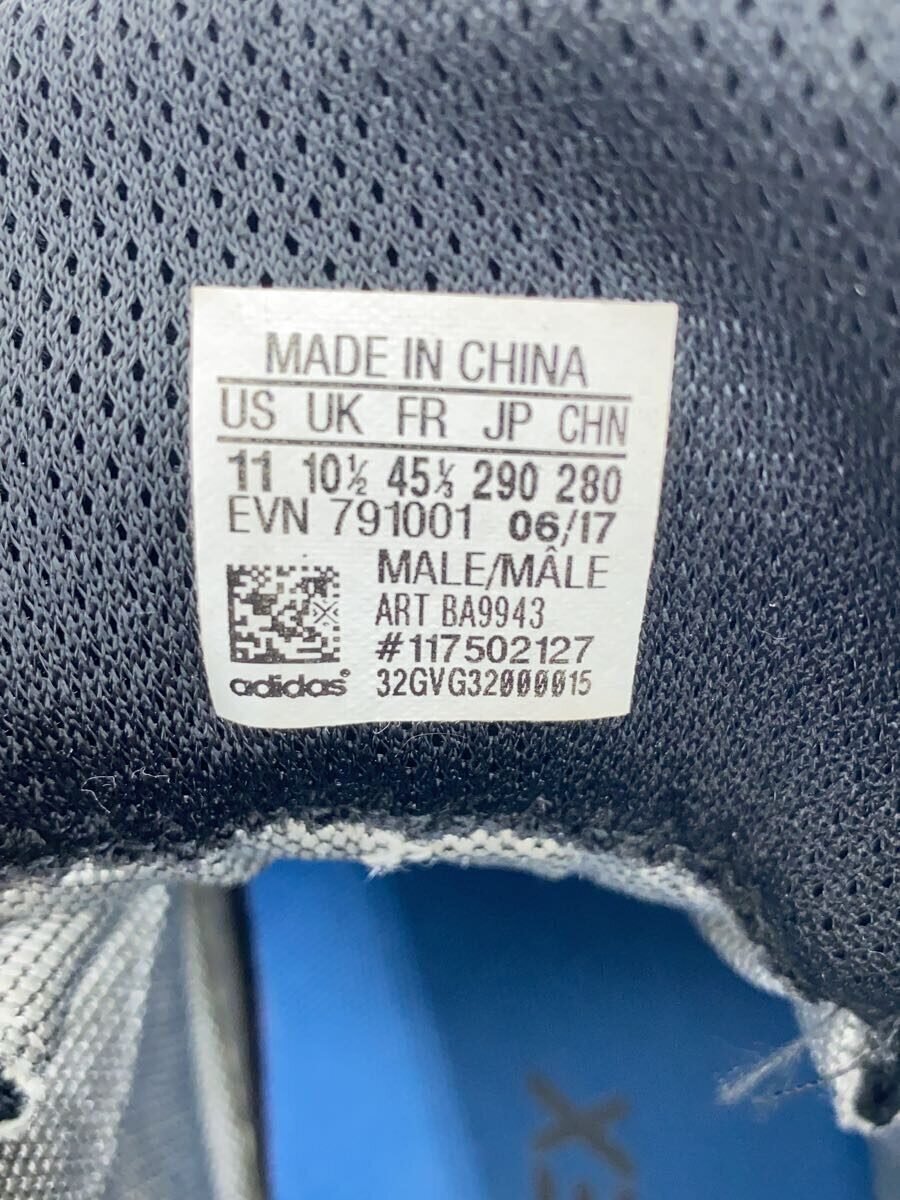 MADE IN CHINA
US UK FR JP CHN
11 10½ 45⅓ 290 280
EVN 791001 06/17
MALE/MÂLE
ART BA9943
#117502127
adidas® 32GVG32000015